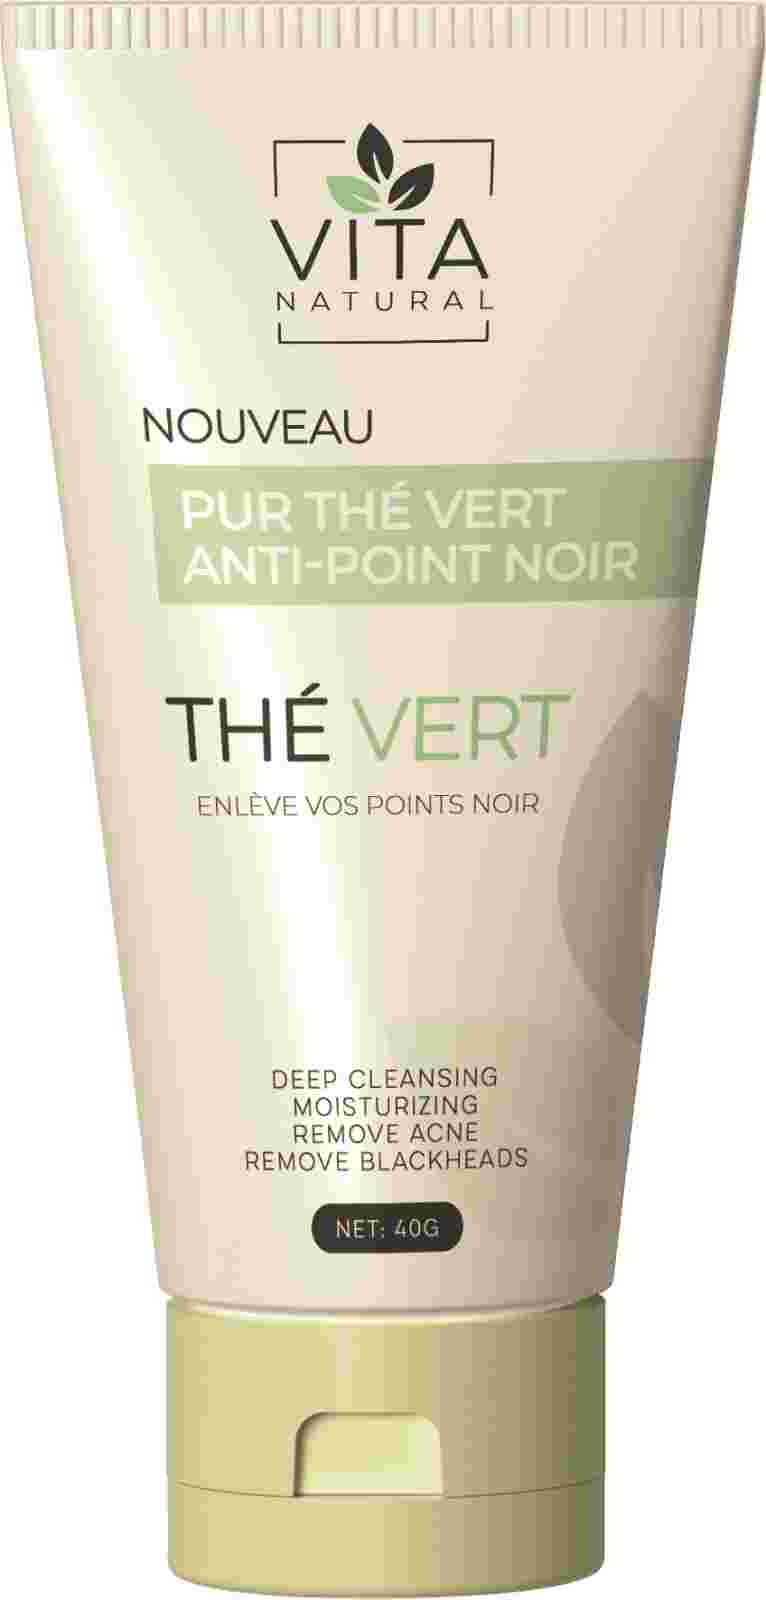 VITA
NATURAL
NOUVEAU
PUR THÉ VERT
ANTI-POINT NOIR
THÉ VERT
ENLÈVE VOS POINTS NOIR
DEEP CLEANSING
MOISTURIZING
REMOVE ACNE
REMOVE BLACKHEADS
NET: 40G